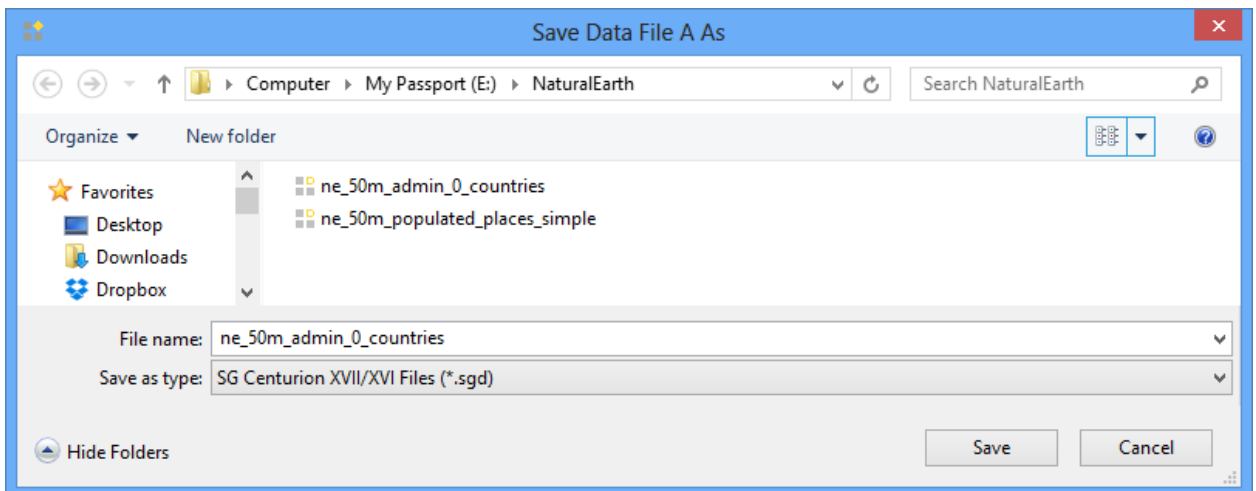 Save Data File A As
Computer My Passport (E:) NaturalEarth Search NaturalEarth
Organize New folder
Favorites
Desktop
Downloads
Dropbox
ne_50m_admin_0_countries
ne_50m_populated_places_simple
File name: ne_50m_admin_0_countries
Save as type: SG Centurion XVII/XVI Files (*.sgd)
Hide Folders Save Cancel